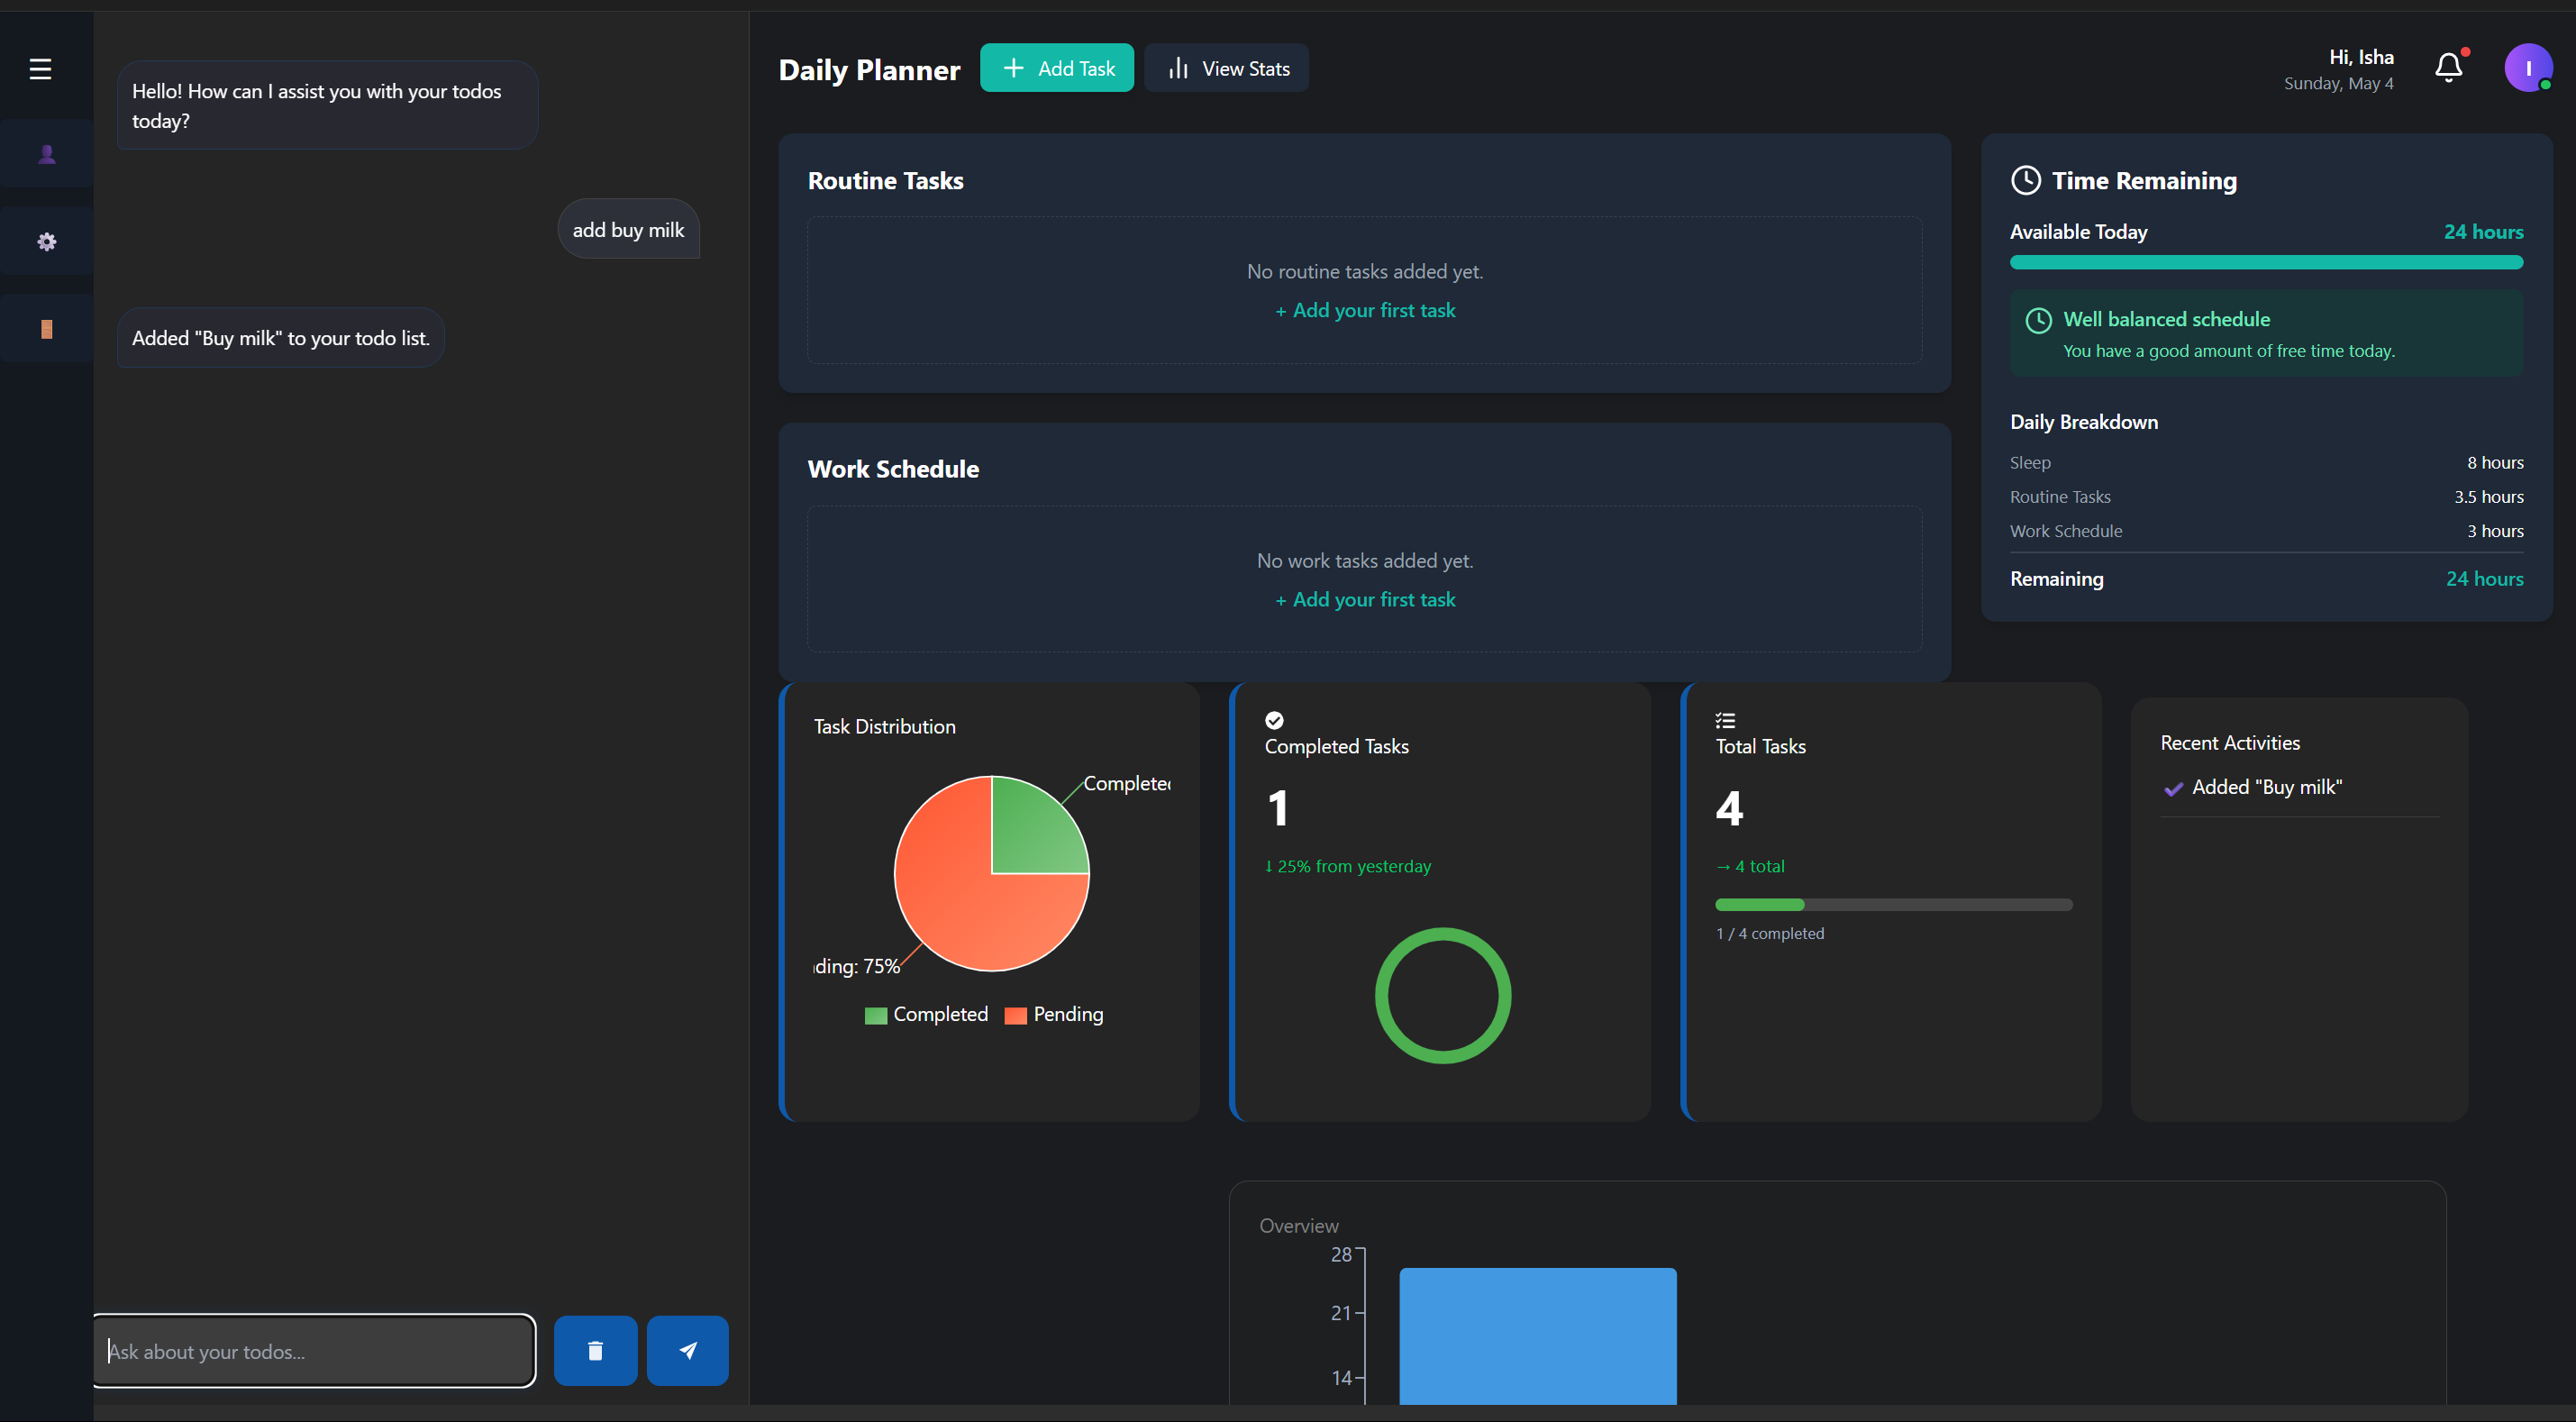 Hello! How can I assist you with your todos
today?
add buy milk
Added "Buy milk" to your todo list.
Ask about your todos...
Daily Planner
Add Task
View Stats
Hi, Isha
Sunday, May 4
I
Routine Tasks
No routine tasks added yet.
+ Add your first task
Work Schedule
No work tasks added yet.
+ Add your first task
Time Remaining
Available Today 24 hours
Well balanced schedule
You have a good amount of free time today.
Daily Breakdown
Sleep 8 hours
Routine Tasks 3.5 hours
Work Schedule 3 hours
Remaining 24 hours
Task Distribution
Complete
ding: 75%
Completed Pending
Completed Tasks
1
↓ 25% from yesterday
Total Tasks
4
→ 4 total
1 / 4 completed
Recent Activities
Added "Buy milk"
Overview
28
21
14